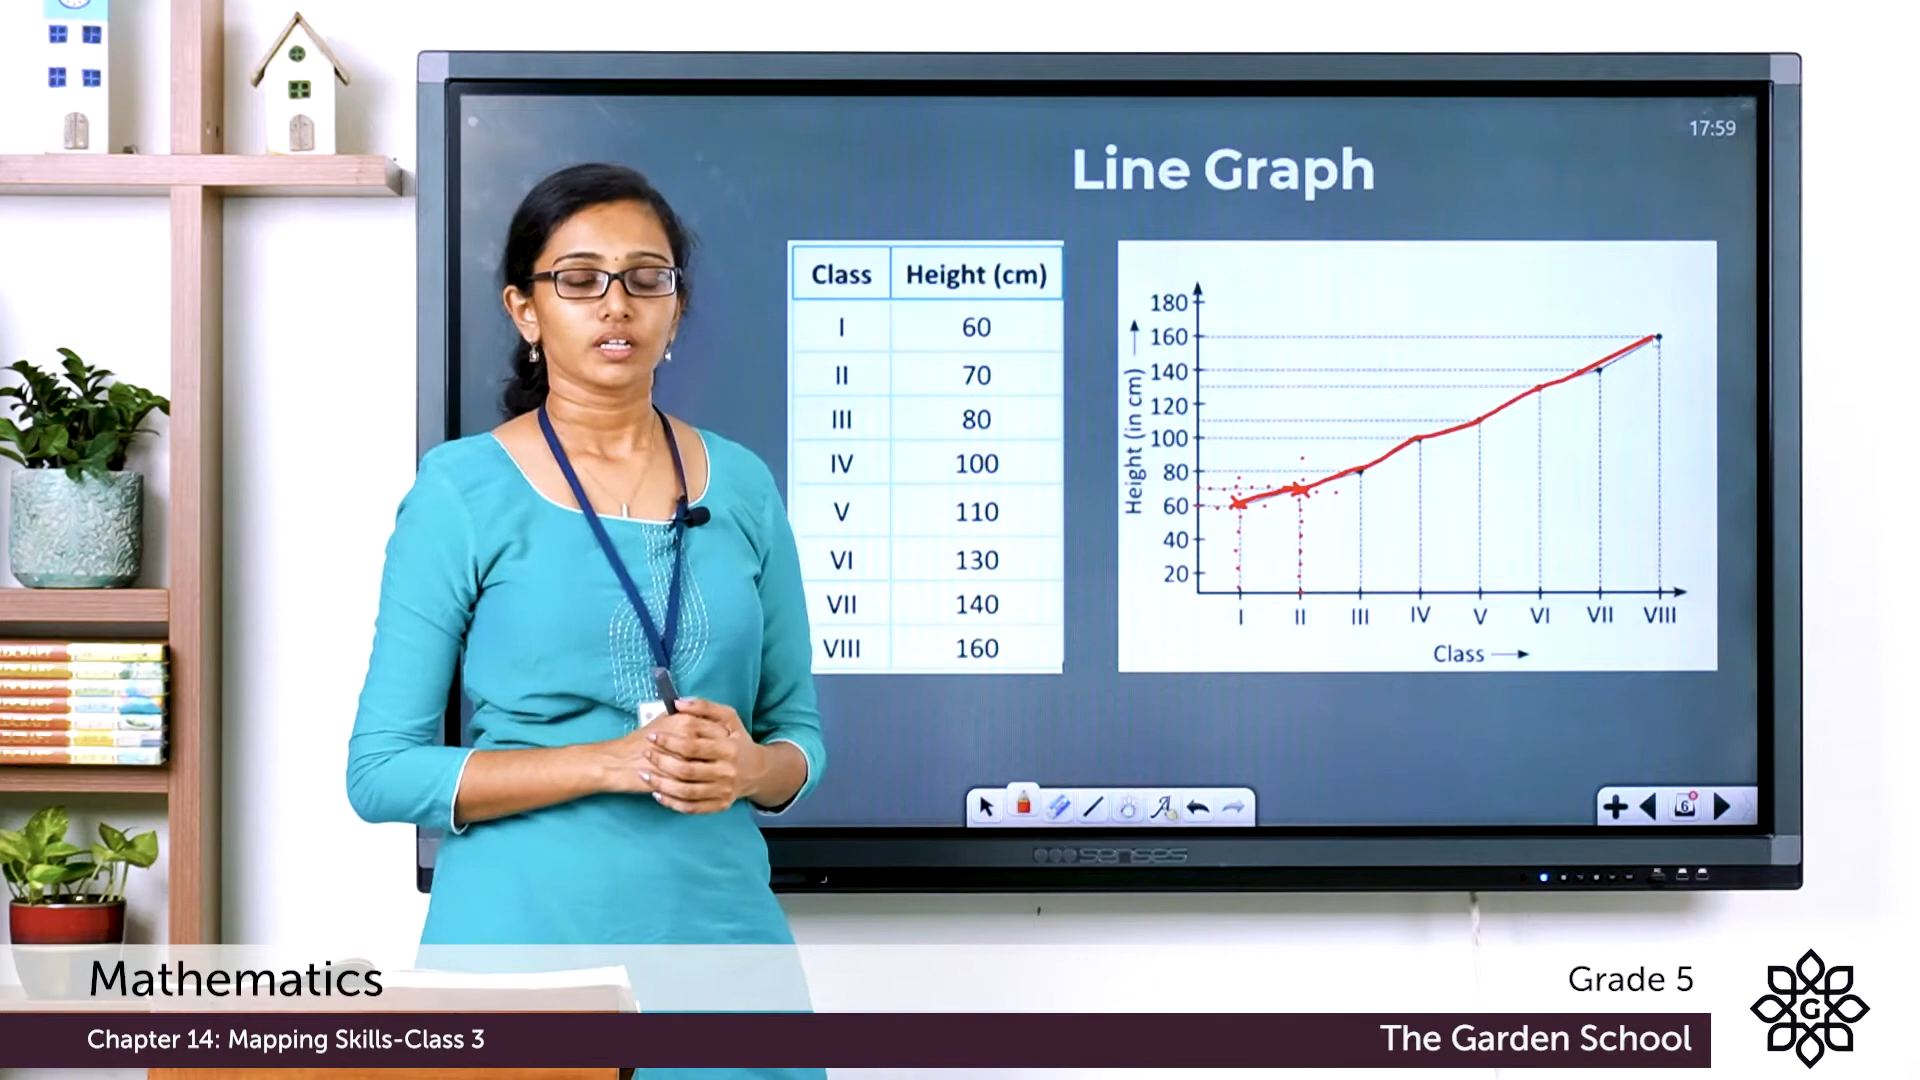 17:59
Line Graph
Class Height (cm)
I 60
II 70
III 80
IV 100
V 110
VI 130
VII 140
VIII 160
Height (in cm)
180
160
140
120
100
80
60
40
20
I II III IV V VI VII VIII
Class
6
senses
Mathematics
Grade 5
Chapter 14: Mapping Skills-Class 3
The Garden School
G